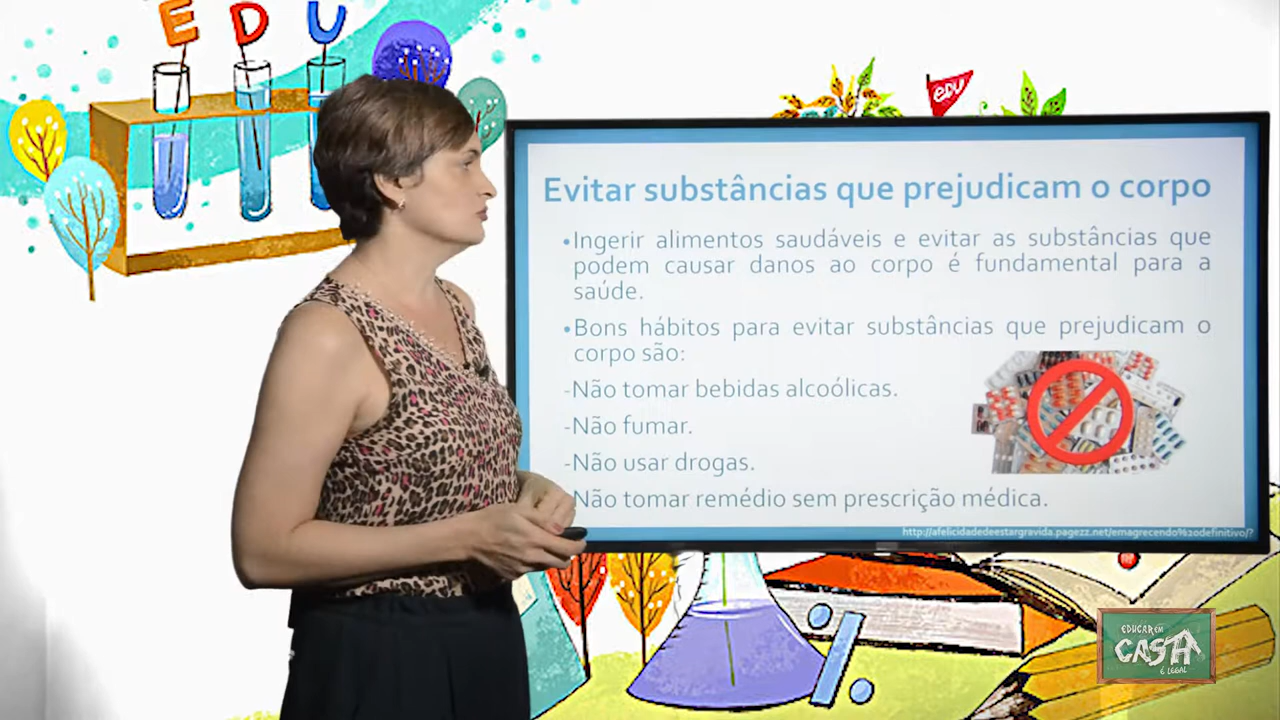 EDU
EDU
Evitar substâncias que prejudicam o corpo
•Ingerir alimentos saudáveis e evitar as substâncias que
podem causar danos ao corpo é fundamental para a
saúde.
•Bons hábitos para evitar substâncias que prejudicam o
corpo são:
-Não tomar bebidas alcoólicas.
-Não fumar.
-Não usar drogas.
Não tomar remédio sem prescrição médica.
http://afelicidadedeestargravida.pagezz.net/emagrecendo%20definitivo/?
EDUCAR EM
CASA
É LEGAL